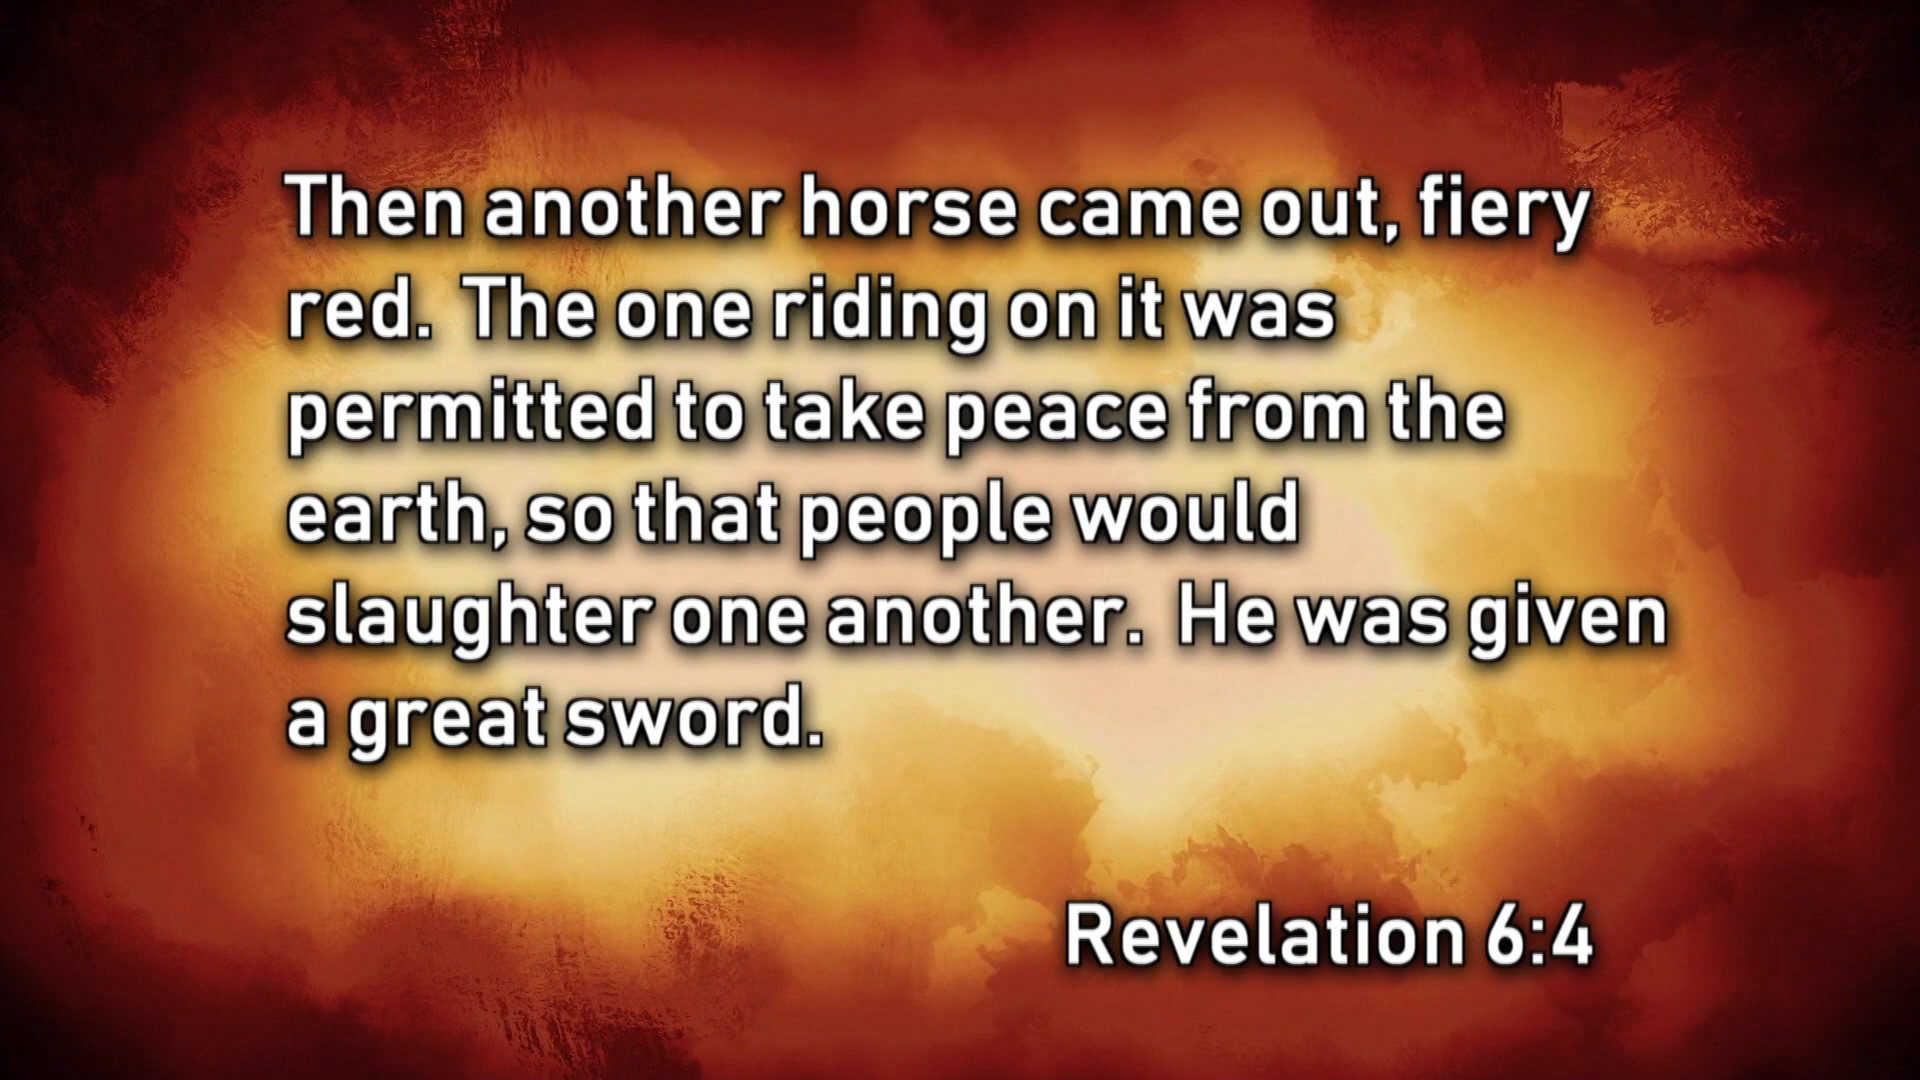 Then another horse came out, fiery
red.  The one riding on it was
permitted to take peace from the
earth, so that people would
slaughter one another.  He was given
a great sword.
Revelation 6:4